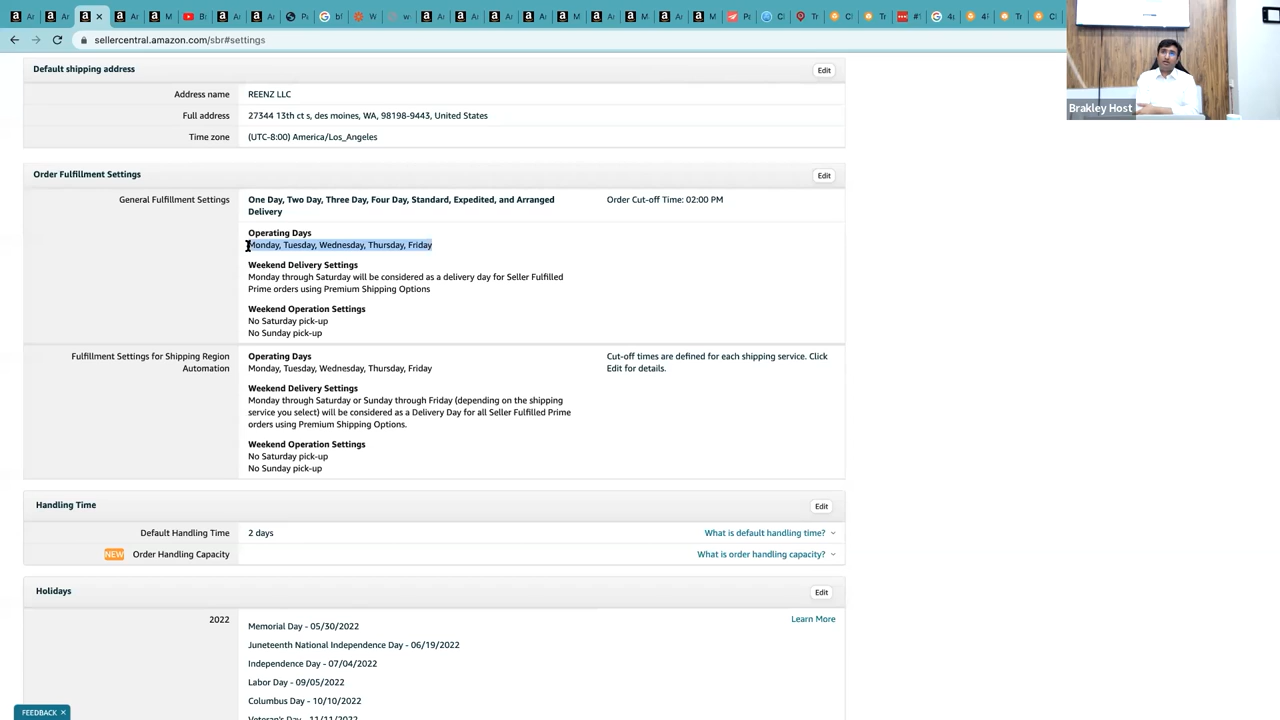 sellercentral.amazon.com/sbr#settings
Brakley Host
Default shipping address
Edit
Address name
REENZ LLC
Full address
27344 13th ct s, des moines, WA, 98198-9443, United States
Time zone
(UTC-8:00) America/Los_Angeles
Order Fulfillment Settings
Edit
General Fulfillment Settings
One Day, Two Day, Three Day, Four Day, Standard, Expedited, and Arranged
Delivery
Order Cut-off Time: 02:00 PM
Operating Days
Monday, Tuesday, Wednesday, Thursday, Friday
Weekend Delivery Settings
Monday through Saturday will be considered as a delivery day for Seller Fulfilled
Prime orders using Premium Shipping Options
Weekend Operation Settings
No Saturday pick-up
No Sunday pick-up
Fulfillment Settings for Shipping Region
Automation
Operating Days
Monday, Tuesday, Wednesday, Thursday, Friday
Cut-off times are defined for each shipping service. Click
Edit for details.
Weekend Delivery Settings
Monday through Saturday or Sunday through Friday (depending on the shipping
service you select) will be considered as a Delivery Day for all Seller Fulfilled Prime
orders using Premium Shipping Options.
Weekend Operation Settings
No Saturday pick-up
No Sunday pick-up
Handling Time
Edit
Default Handling Time
2 days
What is default handling time?
NEW Order Handling Capacity
What is order handling capacity?
Holidays
Edit
2022
Memorial Day - 05/30/2022
Learn More
Juneteenth National Independence Day - 06/19/2022
Independence Day - 07/04/2022
Labor Day - 09/05/2022
Columbus Day - 10/10/2022
Veteran's Day - 11/11/2022
FEEDBACK